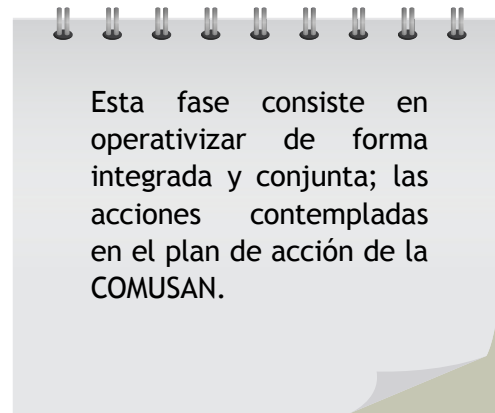 Esta fase consiste en
operativizar de forma
integrada y conjunta; las
acciones contempladas
en el plan de acción de la
COMUSAN.